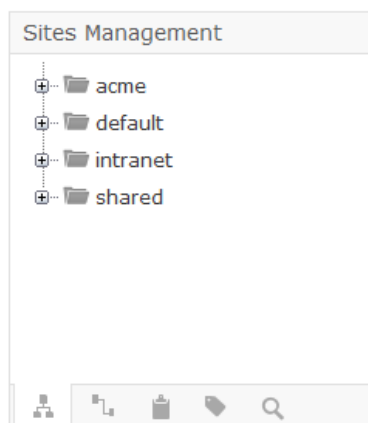 Sites Management
acme
default
intranet
shared